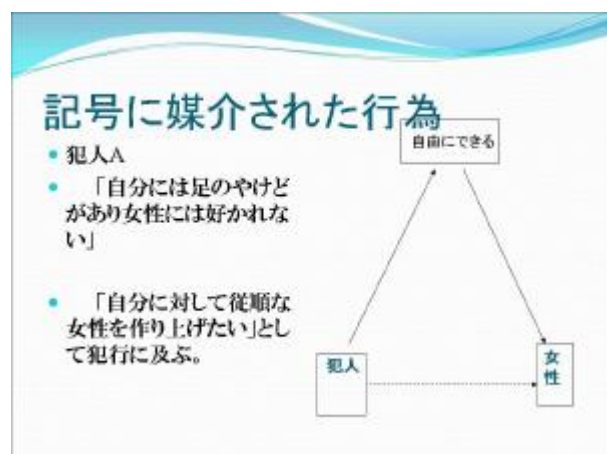 記号に媒介された行為
自由にできる
犯人A
「自分には足のやけど
があり女性には好かれな
い」
「自分に対して従順な
女性を作り上げたい」とし
て犯行に及ぶ。
犯人
女性